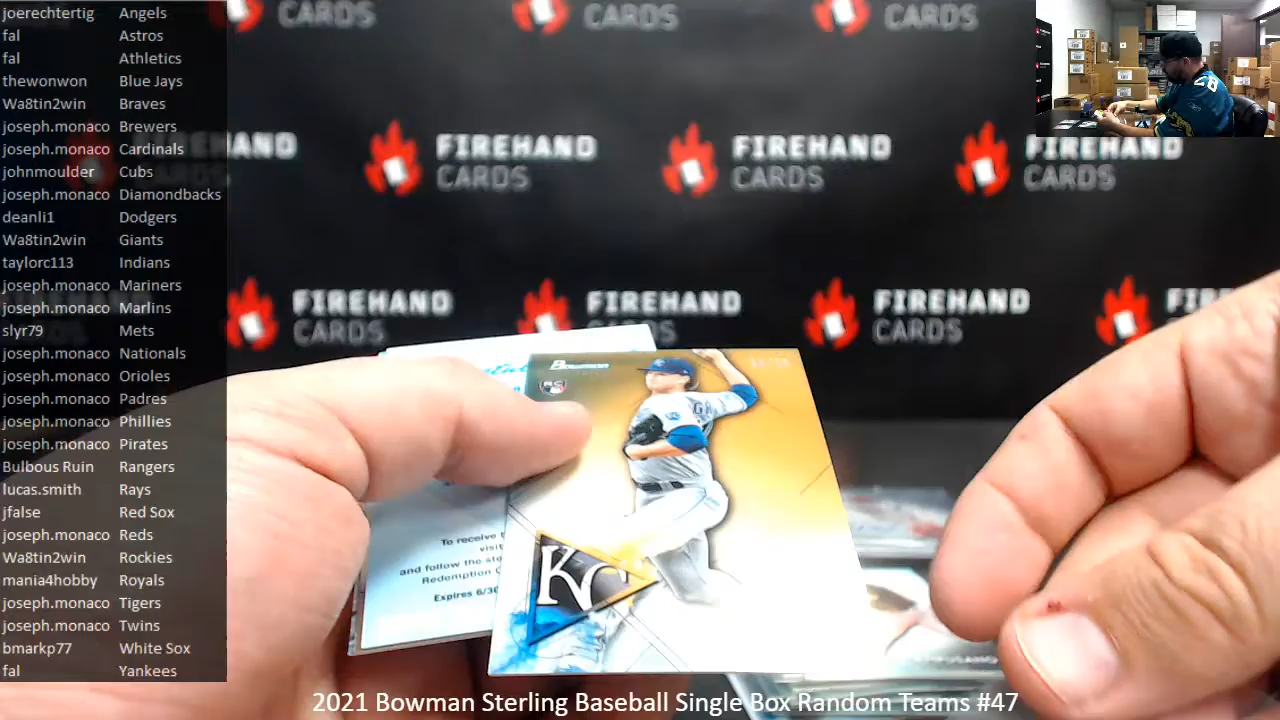 joerechtertig Angels
fal Astros
fal Athletics
thewonwon Blue Jays
Wa8tin2win Braves
joseph.monaco Brewers
joseph.monaco Cardinals
johnmoulder Cubs
joseph.monaco Diamondbacks
deanli1 Dodgers
Wa8tin2win Giants
taylorc113 Indians
joseph.monaco Mariners
joseph.monaco Marlins
slyr79 Mets
joseph.monaco Nationals
joseph.monaco Orioles
joseph.monaco Padres
joseph.monaco Phillies
joseph.monaco Pirates
Bulbous Ruin Rangers
lucas.smith Rays
jfalse Red Sox
joseph.monaco Reds
Wa8tin2win Rockies
mania4hobby Royals
joseph.monaco Tigers
joseph.monaco Twins
bmarkp77 White Sox
fal Yankees
CARDS
CARDS
CARDS
FIREHAND
CARDS
FIREHAND
CARDS
FIREHAND
CARDS
FIREHAND
CARDS
FIREHAND
CARDS
FIREHAND
CARDS
Bowman
RC
KC
To receive
visit
and follow the
Redemption
Expires 6/30
2021 Bowman Sterling Baseball Single Box Random Teams #47